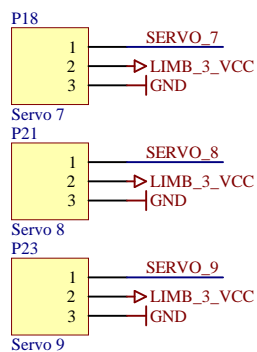 P18
1 SERVO_7
2 LIMB_3_VCC
3 GND
Servo 7
P21
1 SERVO_8
2 LIMB_3_VCC
3 GND
Servo 8
P23
1 SERVO_9
2 LIMB_3_VCC
3 GND
Servo 9